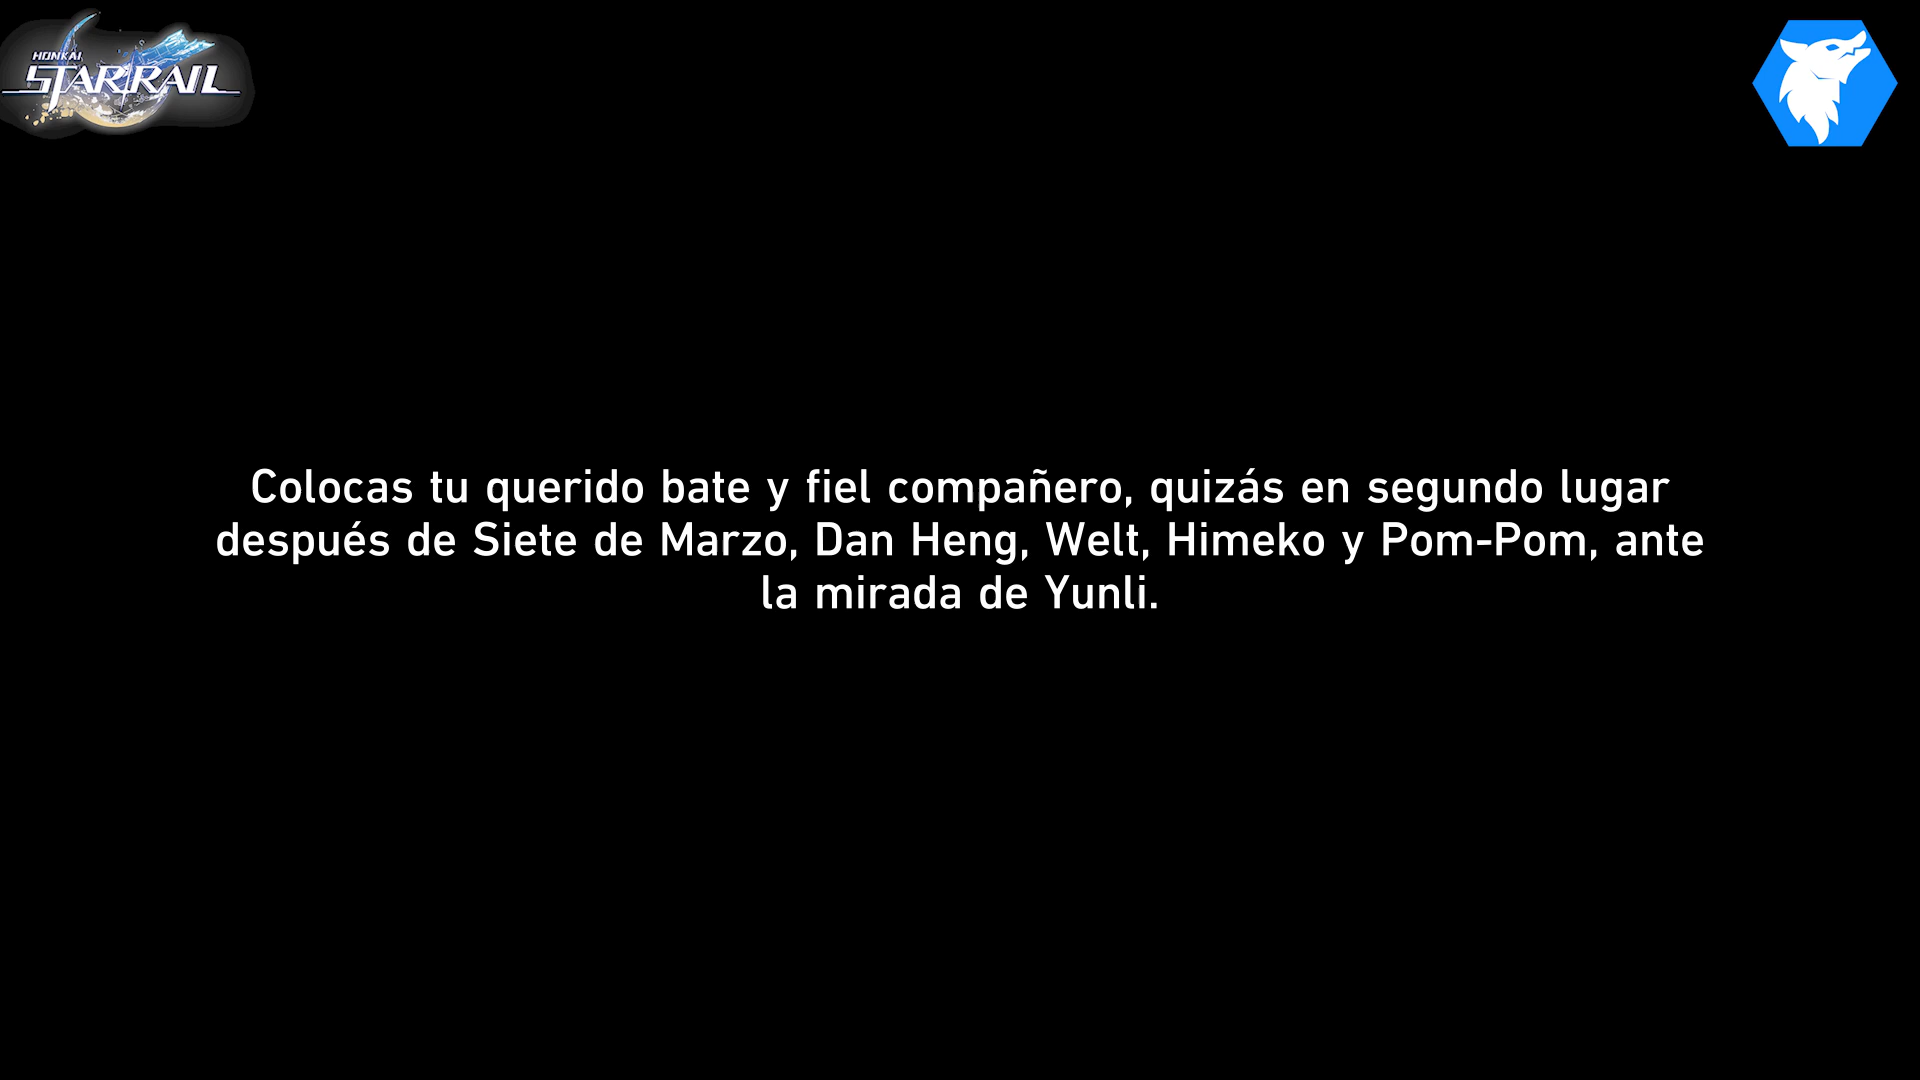 HONKAI
STAR RAIL
Colocas tu querido bate y fiel compañero, quizás en segundo lugar
después de Siete de Marzo, Dan Heng, Welt, Himeko y Pom-Pom, ante
la mirada de Yunli.